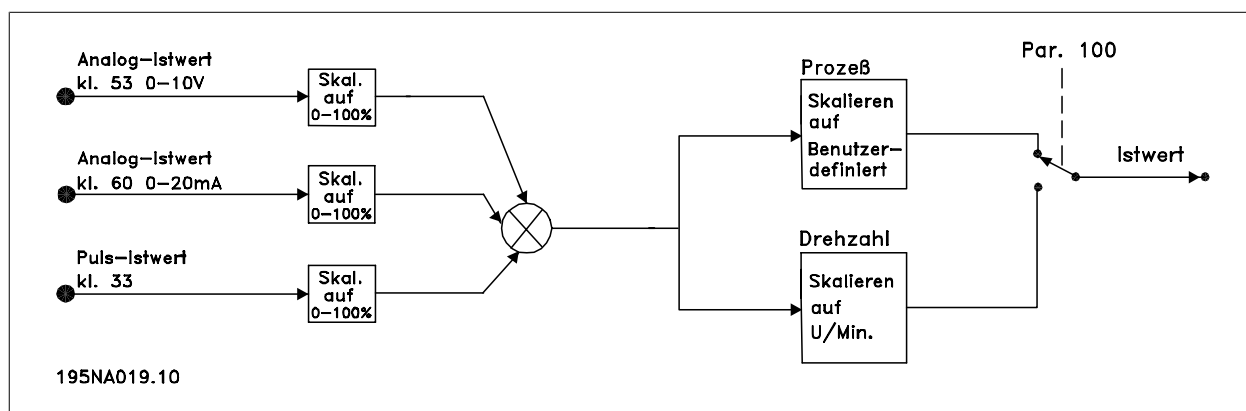 Analog-Istwert
kl. 53 0-10V
Skal.
auf
0-100%
Analog-Istwert
kl. 60 0-20mA
Skal.
auf
0-100%
Puls-Istwert
kl. 33
Skal.
auf
0-100%
Prozeß
Skalieren
auf
Benutzer-
definiert
Drehzahl
Skalieren
auf
U/Min.
Par. 100
Istwert
195NA019.10